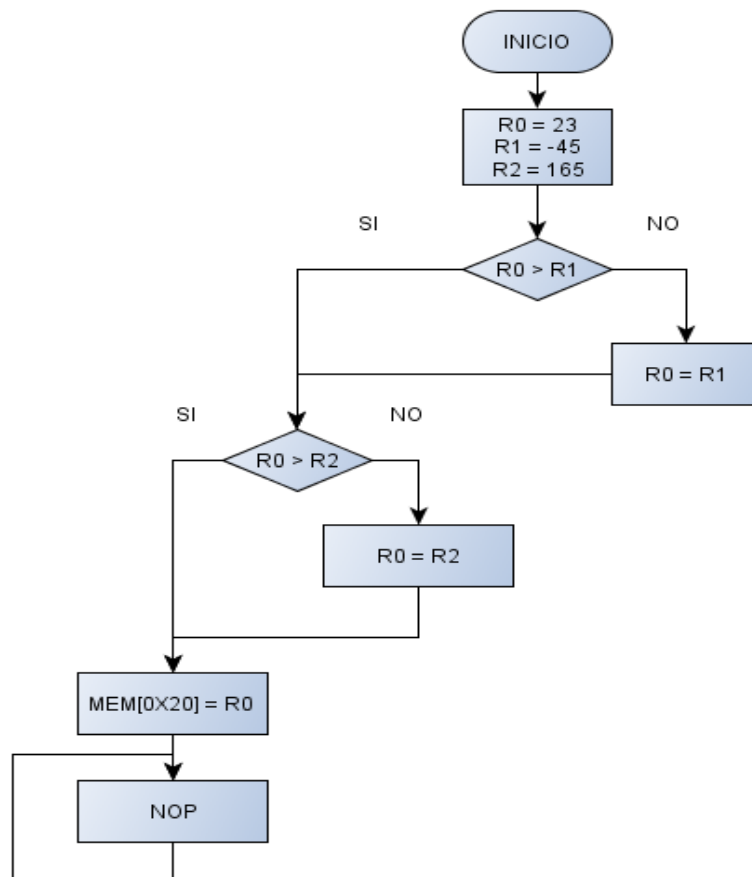 INICIO
R0 = 23
R1 = -45
R2 = 165
SI
NO
R0 > R1
R0 = R1
SI
NO
R0 > R2
R0 = R2
MEM[0X20] = R0
NOP